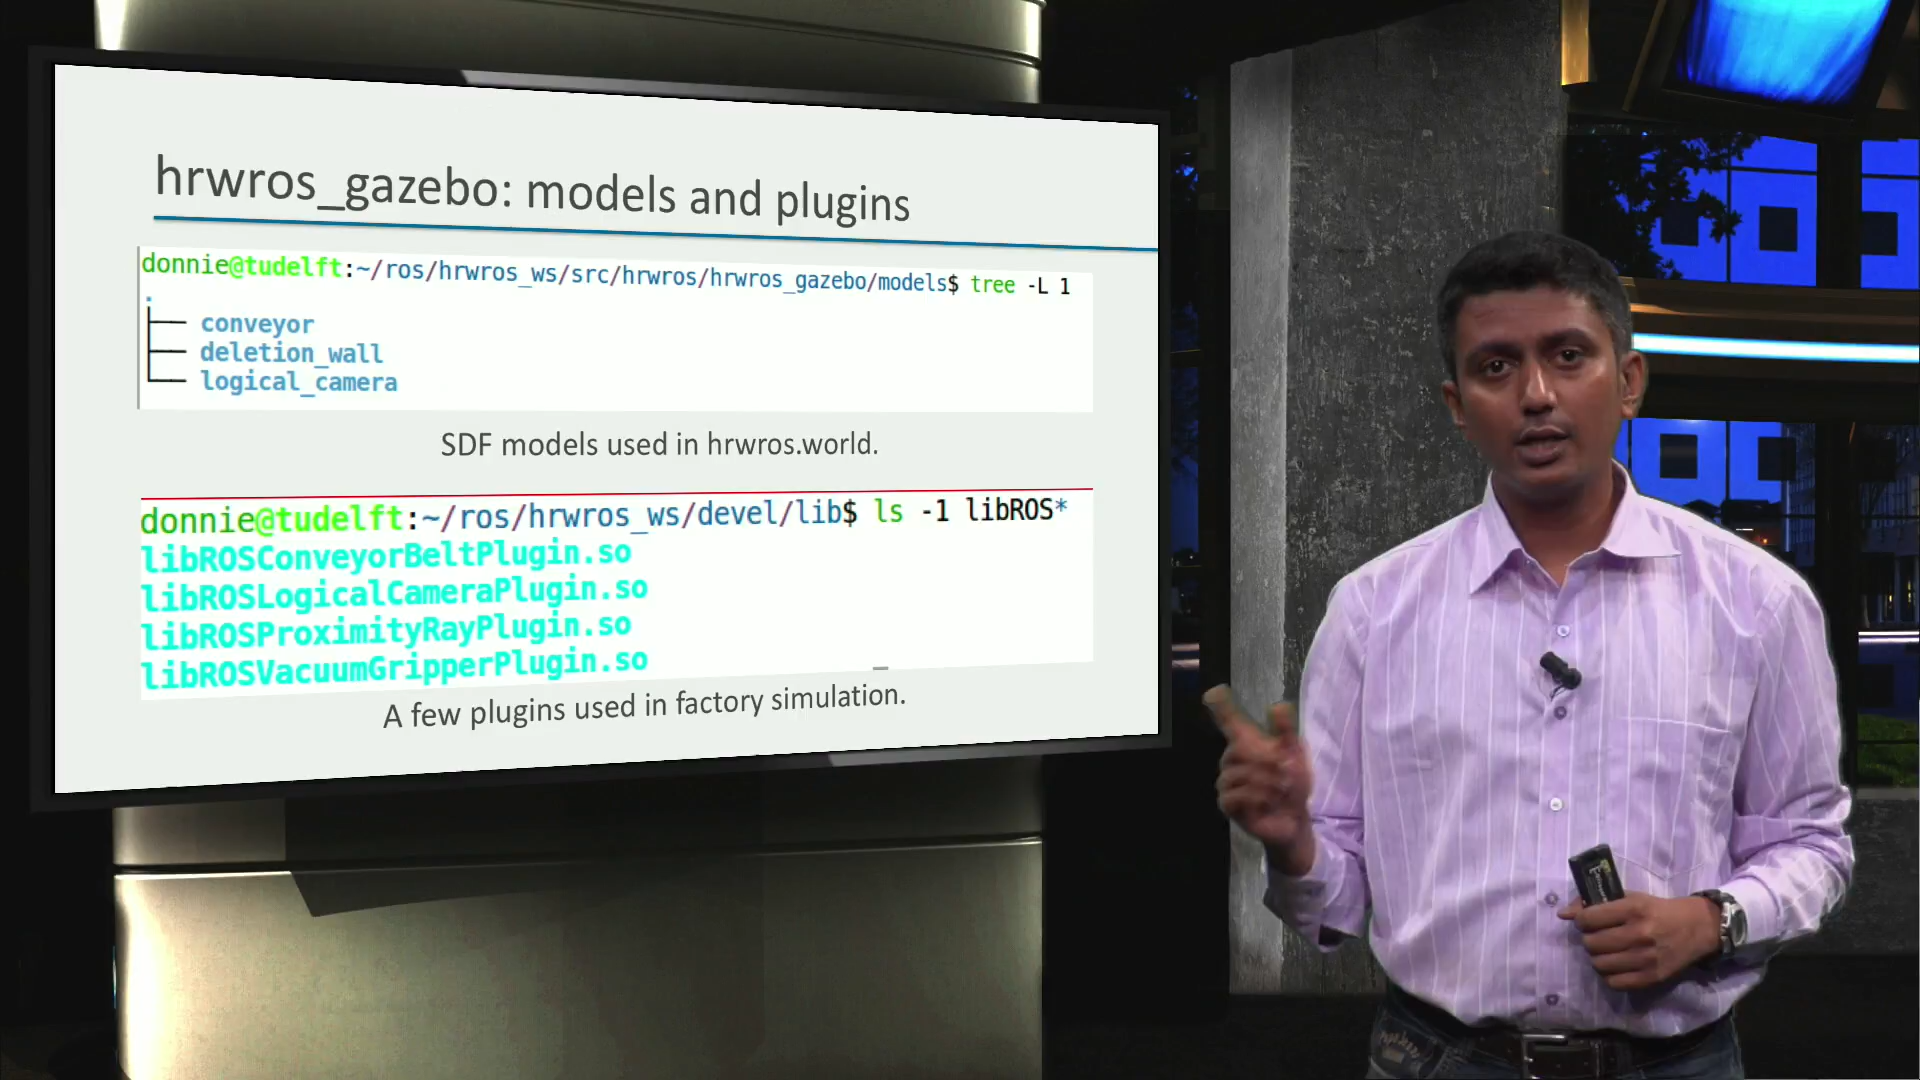 hrwros_gazebo: models and plugins
donnie@tudelft:~/ros/hrwros_ws/src/hrwros/hrwros_gazebo/models$ tree -L 1
.
├── conveyor
├── deletion_wall
└── logical_camera
SDF models used in hrwros.world.
donnie@tudelft:~/ros/hrwros_ws/devel/lib$ ls -1 libROS*
libROSConveyorBeltPlugin.so
libROSLogicalCameraPlugin.so
libROSProximityRayPlugin.so
libROSVacuumGripperPlugin.so
A few plugins used in factory simulation.